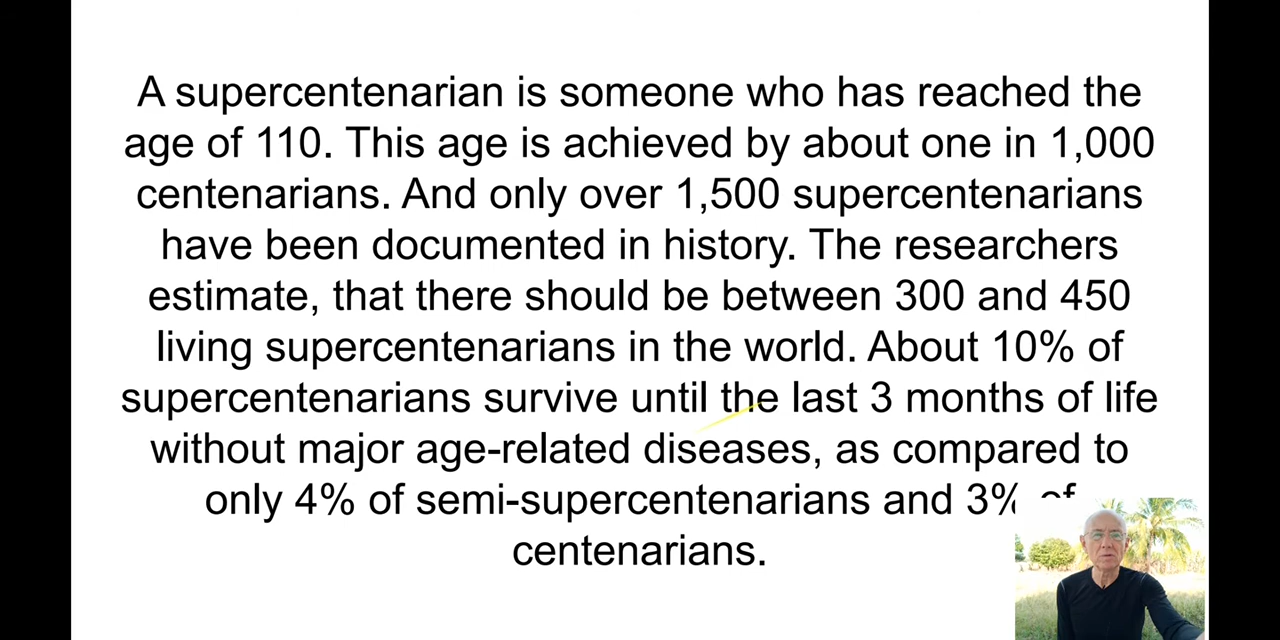 A supercentenarian is someone who has reached the
age of 110. This age is achieved by about one in 1,000
centenarians. And only over 1,500 supercentenarians
have been documented in history. The researchers
estimate, that there should be between 300 and 450
living supercentenarians in the world. About 10% of
supercentenarians survive until the last 3 months of life
without major age-related diseases, as compared to
only 4% of semi-supercentenarians and 3% of
centenarians.